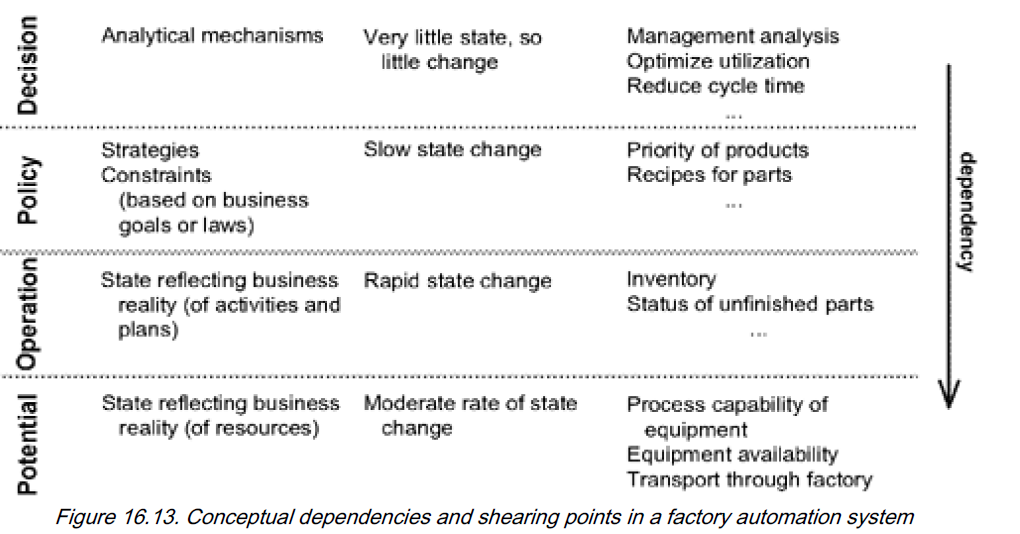 Decision
Analytical mechanisms
Very little state, so
little change
Management analysis
Optimize utilization
Reduce cycle time
...
Policy
Strategies
Constraints
(based on business
goals or laws)
Slow state change
Priority of products
Recipes for parts
...
Operation
State reflecting business
reality (of activities and
plans)
Rapid state change
Inventory
Status of unfinished parts
...
Potential
State reflecting business
reality (of resources)
Moderate rate of state
change
Process capability of
equipment
Equipment availability
Transport through factory
dependency
Figure 16.13. Conceptual dependencies and shearing points in a factory automation system